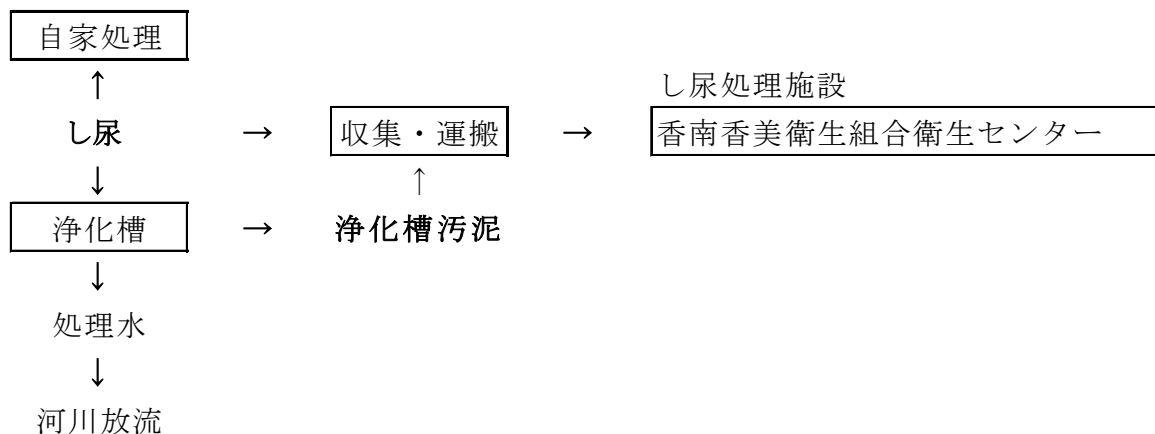 自家処理
↑
し尿処理施設
し尿 → 収集・運搬 → 香南香美衛生組合衛生センター
↓ ↑
浄化槽 → 浄化槽汚泥
↓
処理水
↓
河川放流